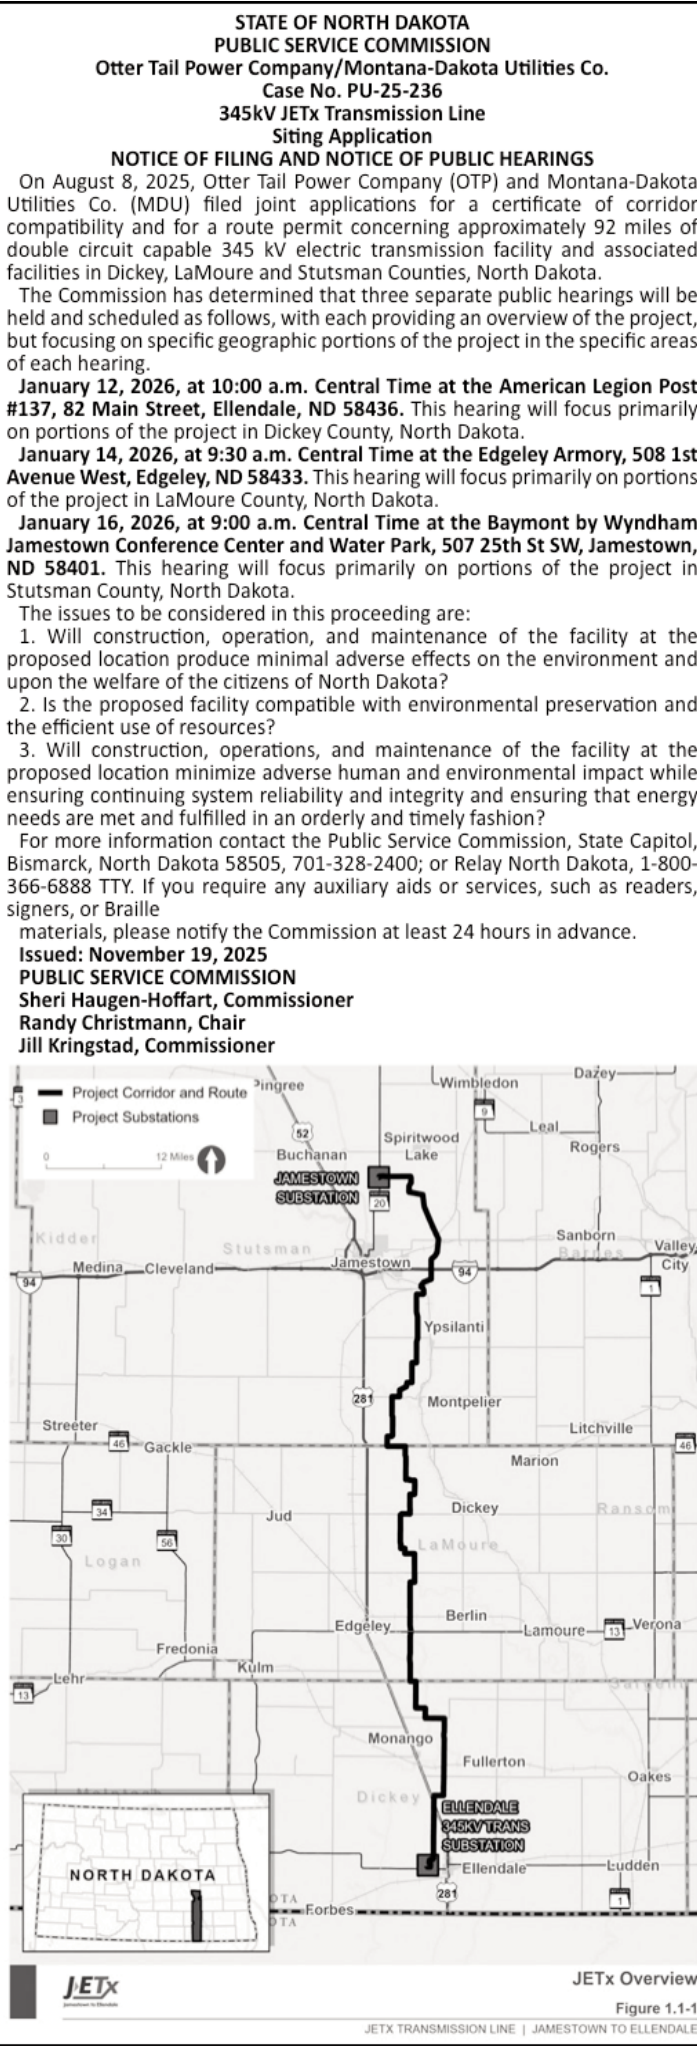 STATE OF NORTH DAKOTA
PUBLIC SERVICE COMMISSION
Otter Tail Power Company/Montana-Dakota Utilities Co.
Case No. PU-25-236
345kV JETx Transmission Line
Siting Application
NOTICE OF FILING AND NOTICE OF PUBLIC HEARINGS
On August 8, 2025, Otter Tail Power Company (OTP) and Montana-Dakota
Utilities Co. (MDU) filed joint applications for a certificate of corridor
compatibility and for a route permit concerning approximately 92 miles of
double circuit capable 345 kV electric transmission facility and associated
facilities in Dickey, LaMoure and Stutsman Counties, North Dakota.
The Commission has determined that three separate public hearings will be
held and scheduled as follows, with each providing an overview of the project,
but focusing on specific geographic portions of the project in the specific areas
of each hearing.
January 12, 2026, at 10:00 a.m. Central Time at the American Legion Post
#137, 82 Main Street, Ellendale, ND 58436. This hearing will focus primarily
on portions of the project in Dickey County, North Dakota.
January 14, 2026, at 9:30 a.m. Central Time at the Edgeley Armory, 508 1st
Avenue West, Edgeley, ND 58433. This hearing will focus primarily on portions
of the project in LaMoure County, North Dakota.
January 16, 2026, at 9:00 a.m. Central Time at the Baymont by Wyndham
Jamestown Conference Center and Water Park, 507 25th St SW, Jamestown,
ND 58401. This hearing will focus primarily on portions of the project in
Stutsman County, North Dakota.
The issues to be considered in this proceeding are:
1. Will construction, operation, and maintenance of the facility at the
proposed location produce minimal adverse effects on the environment and
upon the welfare of the citizens of North Dakota?
2. Is the proposed facility compatible with environmental preservation and
the efficient use of resources?
3. Will construction, operations, and maintenance of the facility at the
proposed location minimize adverse human and environmental impact while
ensuring continuing system reliability and integrity and ensuring that energy
needs are met and fulfilled in an orderly and timely fashion?
For more information contact the Public Service Commission, State Capitol,
Bismarck, North Dakota 58505, 701-328-2400; or Relay North Dakota, 1-800-
366-6888 TTY. If you require any auxiliary aids or services, such as readers,
signers, or Braille
materials, please notify the Commission at least 24 hours in advance.
Issued: November 19, 2025
PUBLIC SERVICE COMMISSION
Sheri Haugen-Hoffart, Commissioner
Randy Christmann, Chair
Jill Kringstad, Commissioner
Project Corridor and Route
Project Substations
0 12 Miles
3
Pingree
Wimbledon
Dazey
9
Leal
Rogers
52
Buchanan
Spiritwood
Lake
JAMESTOWN
SUBSTATION
20
Kidder
Stutsman
Sanborn
Barnes
Valley
City
Medina
Cleveland
Jamestown
94
94
1
Ypsilanti
281
Montpelier
Streeter
46
Gackle
Litchville
46
Marion
34
Jud
Dickey
Ransom
30
56
LaMoure
Logan
Edgeley
Berlin
Lamoure
13
Verona
Fredonia
Kulm
Lehr
13
Sargent
Monango
Fullerton
Oakes
Dickey
ELLENDALE
345KV TRANS
SUBSTATION
Ellendale
Ludden
281
1
Forbes
OTA
OTA
NORTH DAKOTA
JETx
Jamestown to Ellendale
JETx Overview
Figure 1.1-1
JETX TRANSMISSION LINE | JAMESTOWN TO ELLENDALE